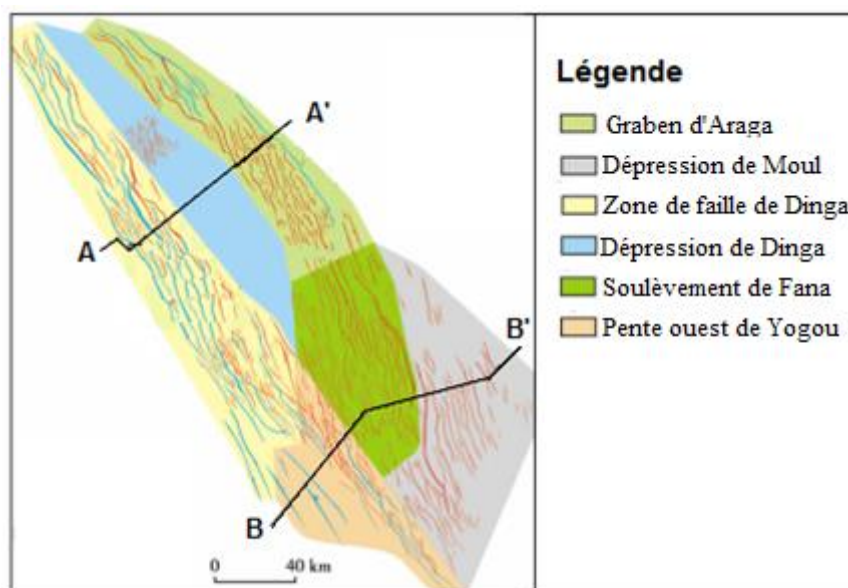 A'
A
B'
B
0 40 km
Légende
Graben d'Araga
Dépression de Moul
Zone de faille de Dinga
Dépression de Dinga
Soulèvement de Fana
Pente ouest de Yogou